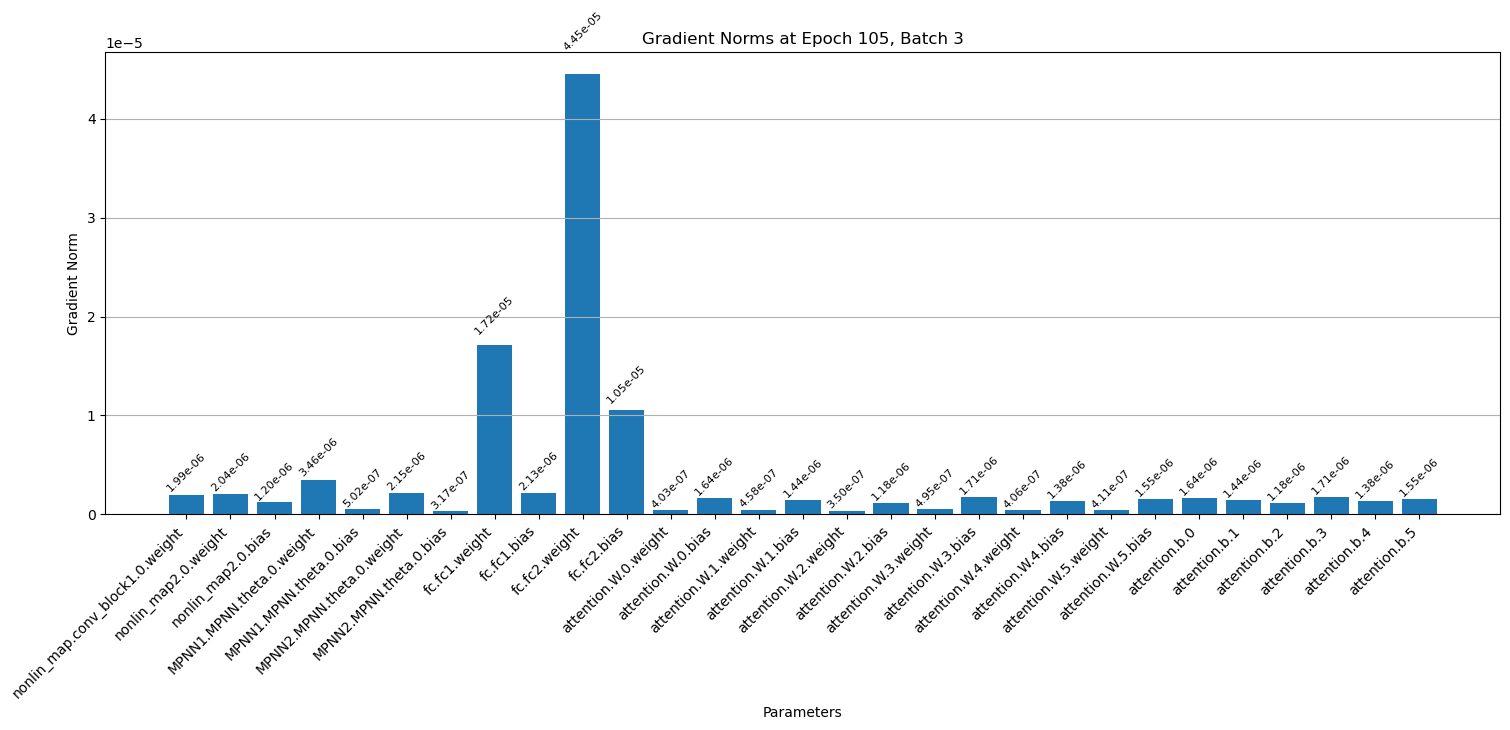 Gradient Norms at Epoch 105, Batch 3
1e−5
Gradient Norm
4
3
2
1
0
1.99e-06
2.04e-06
1.20e-06
3.46e-06
5.02e-07
2.15e-06
3.17e-07
1.72e-05
2.13e-06
4.45e-05
1.05e-05
4.03e-07
1.64e-06
4.58e-07
1.44e-06
3.50e-07
1.18e-06
4.95e-07
1.71e-06
4.06e-07
1.38e-06
4.11e-07
1.55e-06
1.64e-06
1.44e-06
1.18e-06
1.71e-06
1.38e-06
1.55e-06
nonlin_map.conv_block1.0.weight
nonlin_map2.0.weight
nonlin_map2.0.bias
MPNN1.MPNN.theta.0.weight
MPNN1.MPNN.theta.0.bias
MPNN2.MPNN.theta.0.weight
MPNN2.MPNN.theta.0.bias
fc.fc1.weight
fc.fc1.bias
fc.fc2.weight
fc.fc2.bias
attention.W.0.weight
attention.W.0.bias
attention.W.1.weight
attention.W.1.bias
attention.W.2.weight
attention.W.2.bias
attention.W.3.weight
attention.W.3.bias
attention.W.4.weight
attention.W.4.bias
attention.W.5.weight
attention.W.5.bias
attention.b.0
attention.b.1
attention.b.2
attention.b.3
attention.b.4
attention.b.5
Parameters